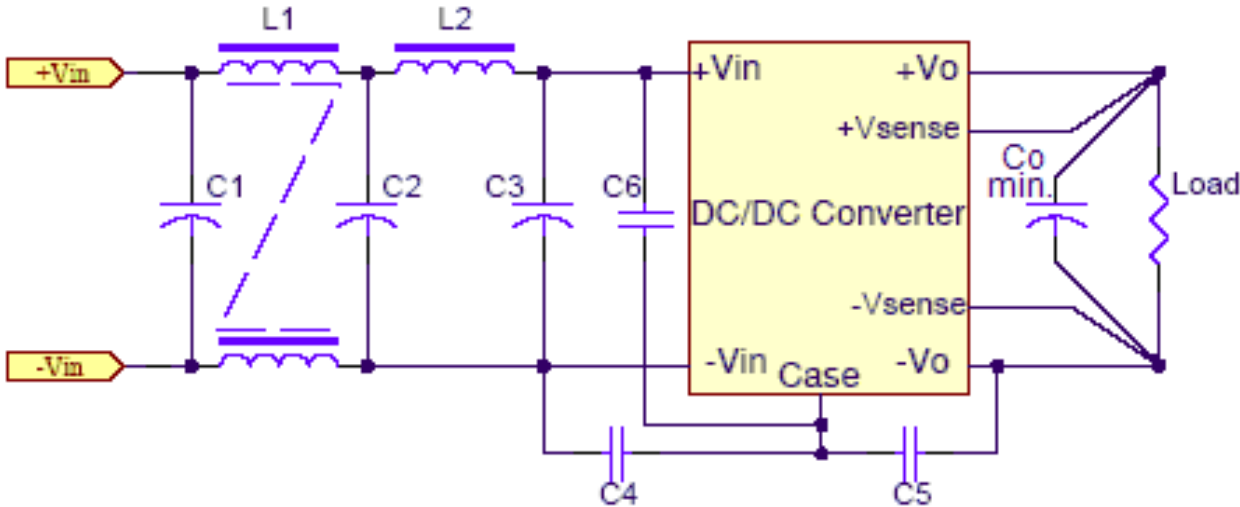 L1
L2
+Vin
+Vin
+Vo
+Vsense
C1
C2
C3
C6
Co
min.
Load
DC/DC Converter
-Vsense
-Vin
-Vin
Case
-Vo
C4
C5